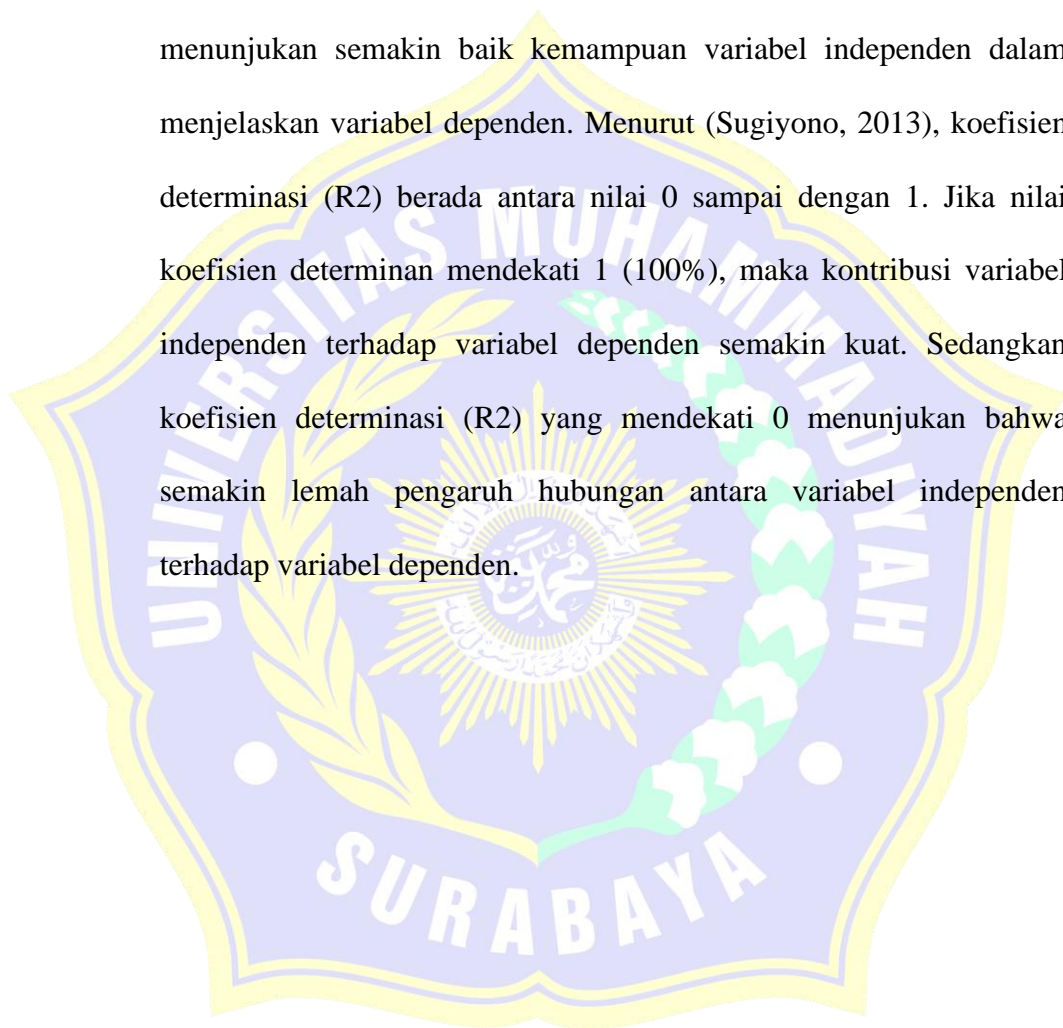 menunjukan semakin baik kemampuan variabel independen dalam
menjelaskan variabel dependen. Menurut (Sugiyono, 2013), koefisien
determinasi (R2) berada antara nilai 0 sampai dengan 1. Jika nilai
koefisien determinan mendekati 1 (100%), maka kontribusi variabel
independen terhadap variabel dependen semakin kuat. Sedangkan
koefisien determinasi (R2) yang mendekati 0 menunjukan bahwa
semakin lemah pengaruh hubungan antara variabel independen
terhadap variabel dependen.
UNIVERSITAS MUHAMMADIYAH
محمد
SURABAYA